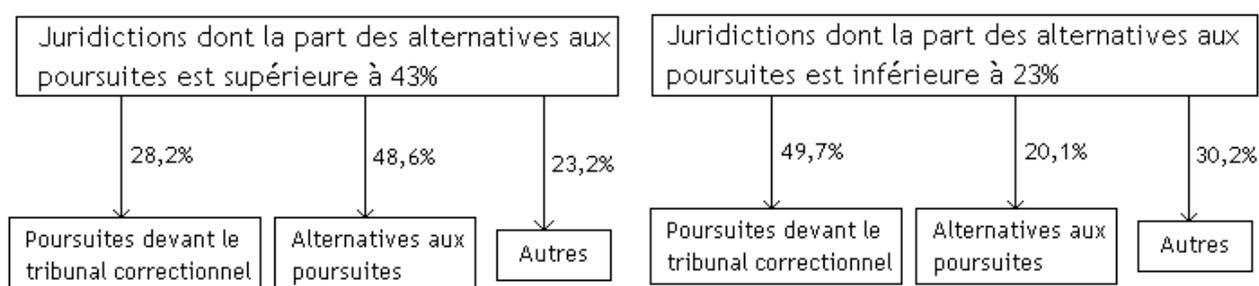 Juridictions dont la part des alternatives aux
poursuites est supérieure à 43%
28,2%
48,6%
23,2%
Poursuites devant le
tribunal correctionnel
Alternatives aux
poursuites
Autres
Juridictions dont la part des alternatives aux
poursuites est inférieure à 23%
49,7%
20,1%
30,2%
Poursuites devant le
tribunal correctionnel
Alternatives aux
poursuites
Autres